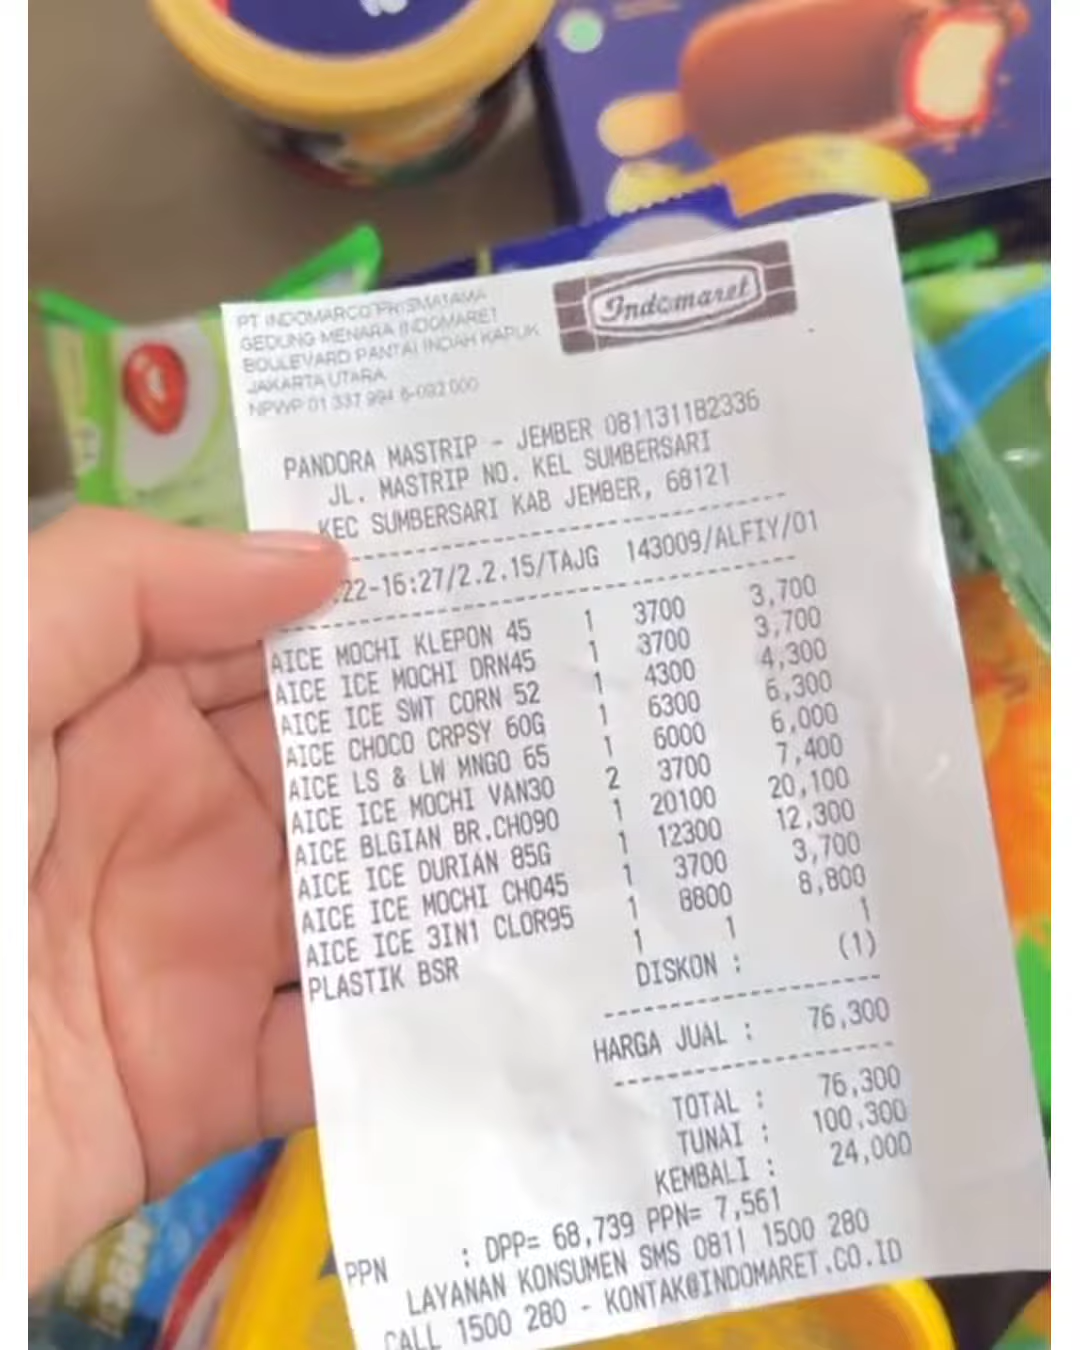 PT INDOMARCO PRISMATAMA
GEDUNG MENARA INDOMARET
BOULEVARD PANTAI INDAH KAPUK
JAKARTA UTARA
NPWP 01 337 994 6-092 000
Indomaret
PANDORA MASTRIP - JEMBER 081131182336
JL. MASTRIP NO. KEL SUMBERSARI
KEC SUMBERSARI KAB JEMBER, 68121
.22-16:27/2.2.15/TAJG 143009/ALFIY/01
AICE MOCHI KLEPON 45 1 3700 3,700
AICE ICE MOCHI DRN45 1 3700 3,700
AICE ICE SWT CORN 52 1 4300 4,300
AICE CHOCO CRPSY 60G 1 6300 6,300
AICE LS & LW MNGO 65 1 6000 6,000
AICE ICE MOCHI VAN30 2 3700 7,400
AICE BLGIAN BR.CHO90 1 20100 20,100
AICE ICE DURIAN 85G 1 12300 12,300
AICE ICE MOCHI CHO45 1 3700 3,700
AICE ICE 3IN1 CLOR95 1 8800 8,800
PLASTIK BSR 1 1 1
DISKON : (1)
HARGA JUAL : 76,300
TOTAL : 76,300
TUNAI : 100,300
KEMBALI : 24,000
PPN : DPP= 68,739 PPN= 7,561
LAYANAN KONSUMEN SMS 0811 1500 280
CALL 1500 280 - KONTAK@INDOMARET.CO.ID